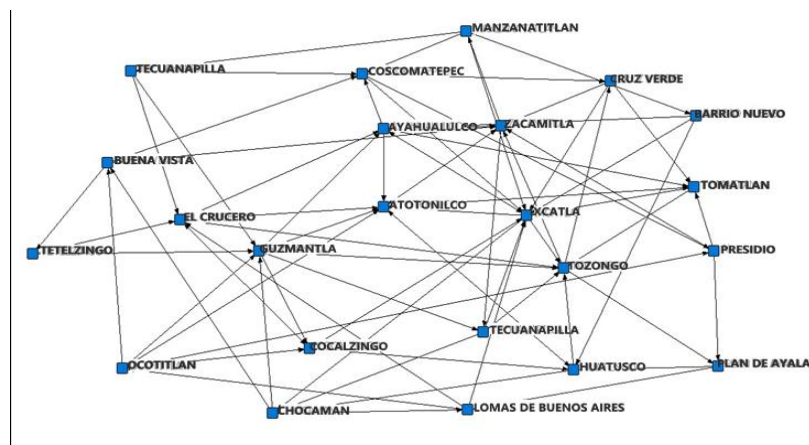 MANZANATITLAN
TECUANAPILLA
COSCOMATEPEC
CRUZ VERDE
BARRIO NUEVO
AYAHUALULCO
ZACAMITLA
BUENA VISTA
TOMATLAN
ATOTONILCO
IXCATLA
EL CRUCERO
TETELZINGO
GUZMANTLA
PRESIDIO
TOZONGO
TECUANAPILLA
COCALZINGO
OCOTITLAN
HUATUSCO
PLAN DE AYALA
CHOCAMAN
LOMAS DE BUENOS AIRES